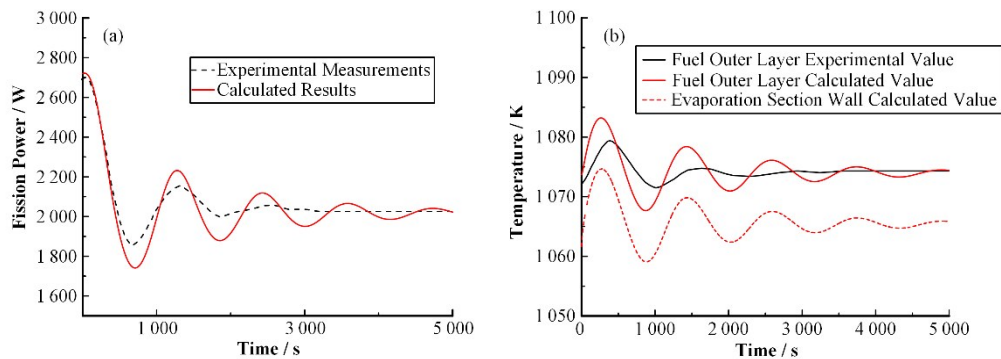 (a)
Experimental Measurements
Calculated Results
Fission Power / W
3 000
2 800
2 600
2 400
2 200
2 000
1 800
1 600
0
1 000
3 000
5 000
Time / s
(b)
Fuel Outer Layer Experimental Value
Fuel Outer Layer Calculated Value
Evaporation Section Wall Calculated Value
Temperature / K
1 100
1 090
1 080
1 070
1 060
1 050
0
1 000
2 000
3 000
4 000
5 000
Time / s